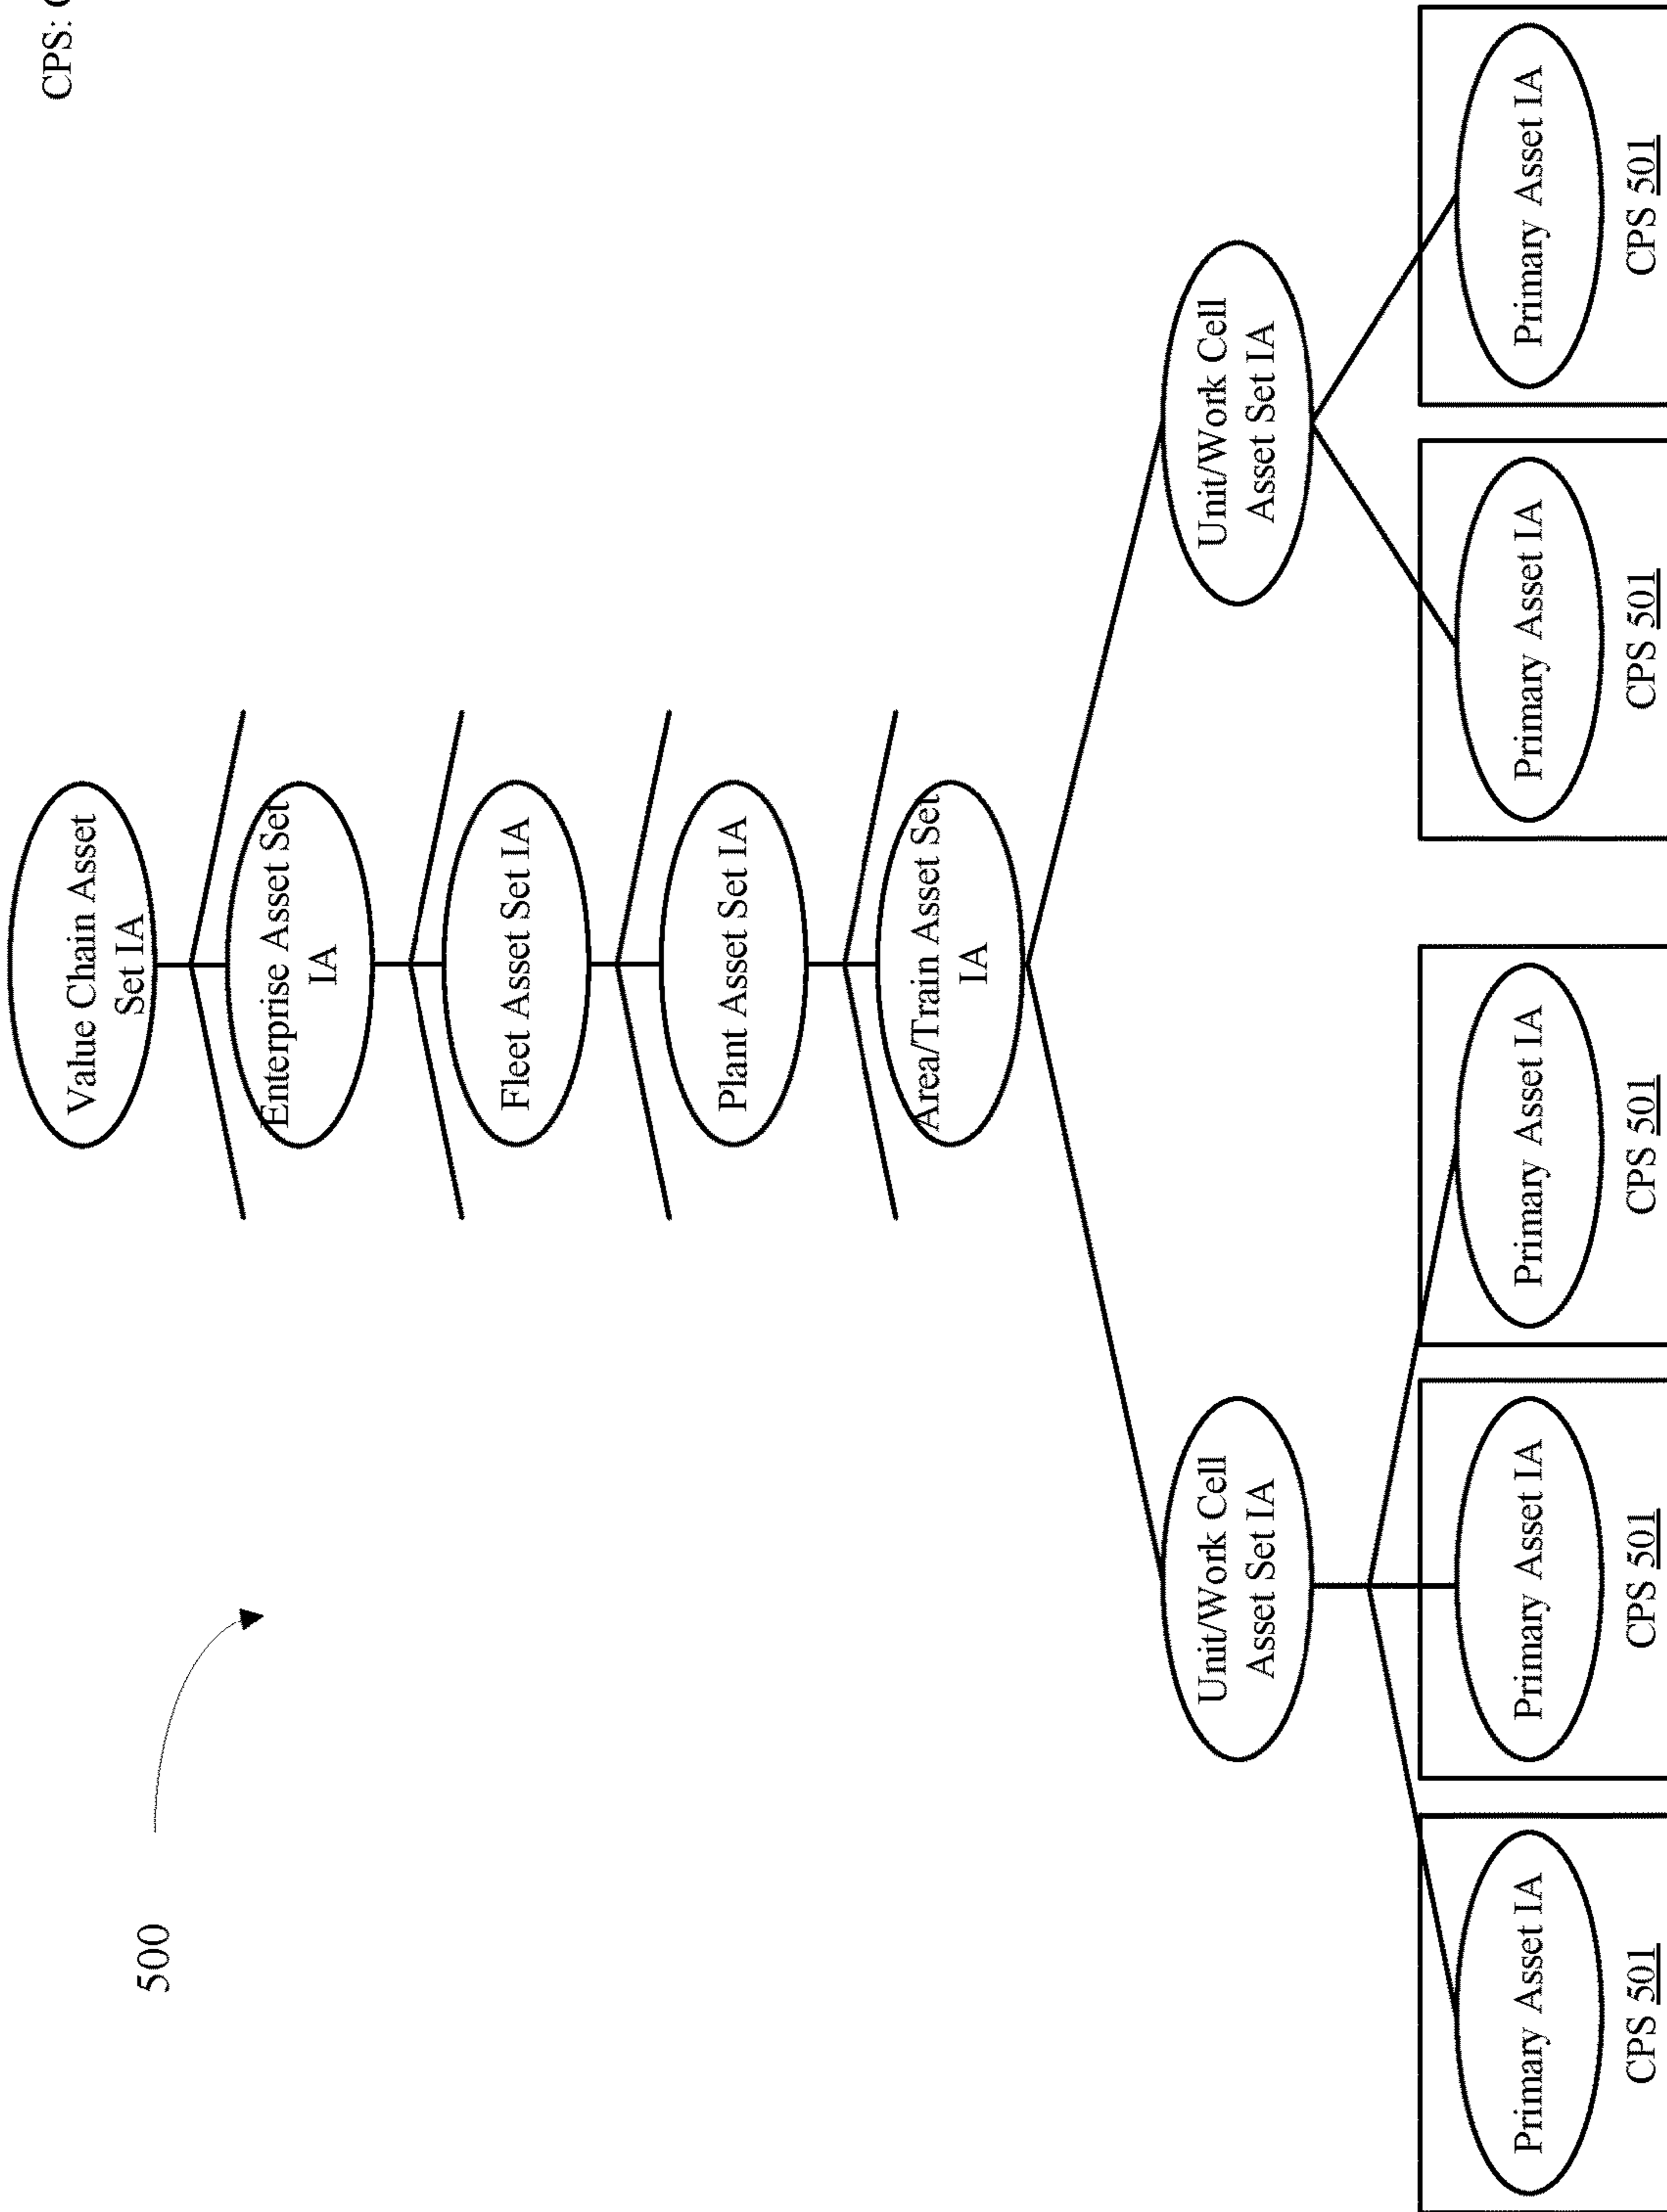 CPS:
500
Value Chain Asset
Set IA
Enterprise Asset Set
IA
Fleet Asset Set IA
Plant Asset Set IA
Area/Train Asset Set
IA
Unit/Work Cell
Asset Set IA
Unit/Work Cell
Asset Set IA
Primary Asset IA
CPS 501
Primary Asset IA
CPS 501
Primary Asset IA
CPS 501
Primary Asset IA
CPS 501
Primary Asset IA
CPS 501